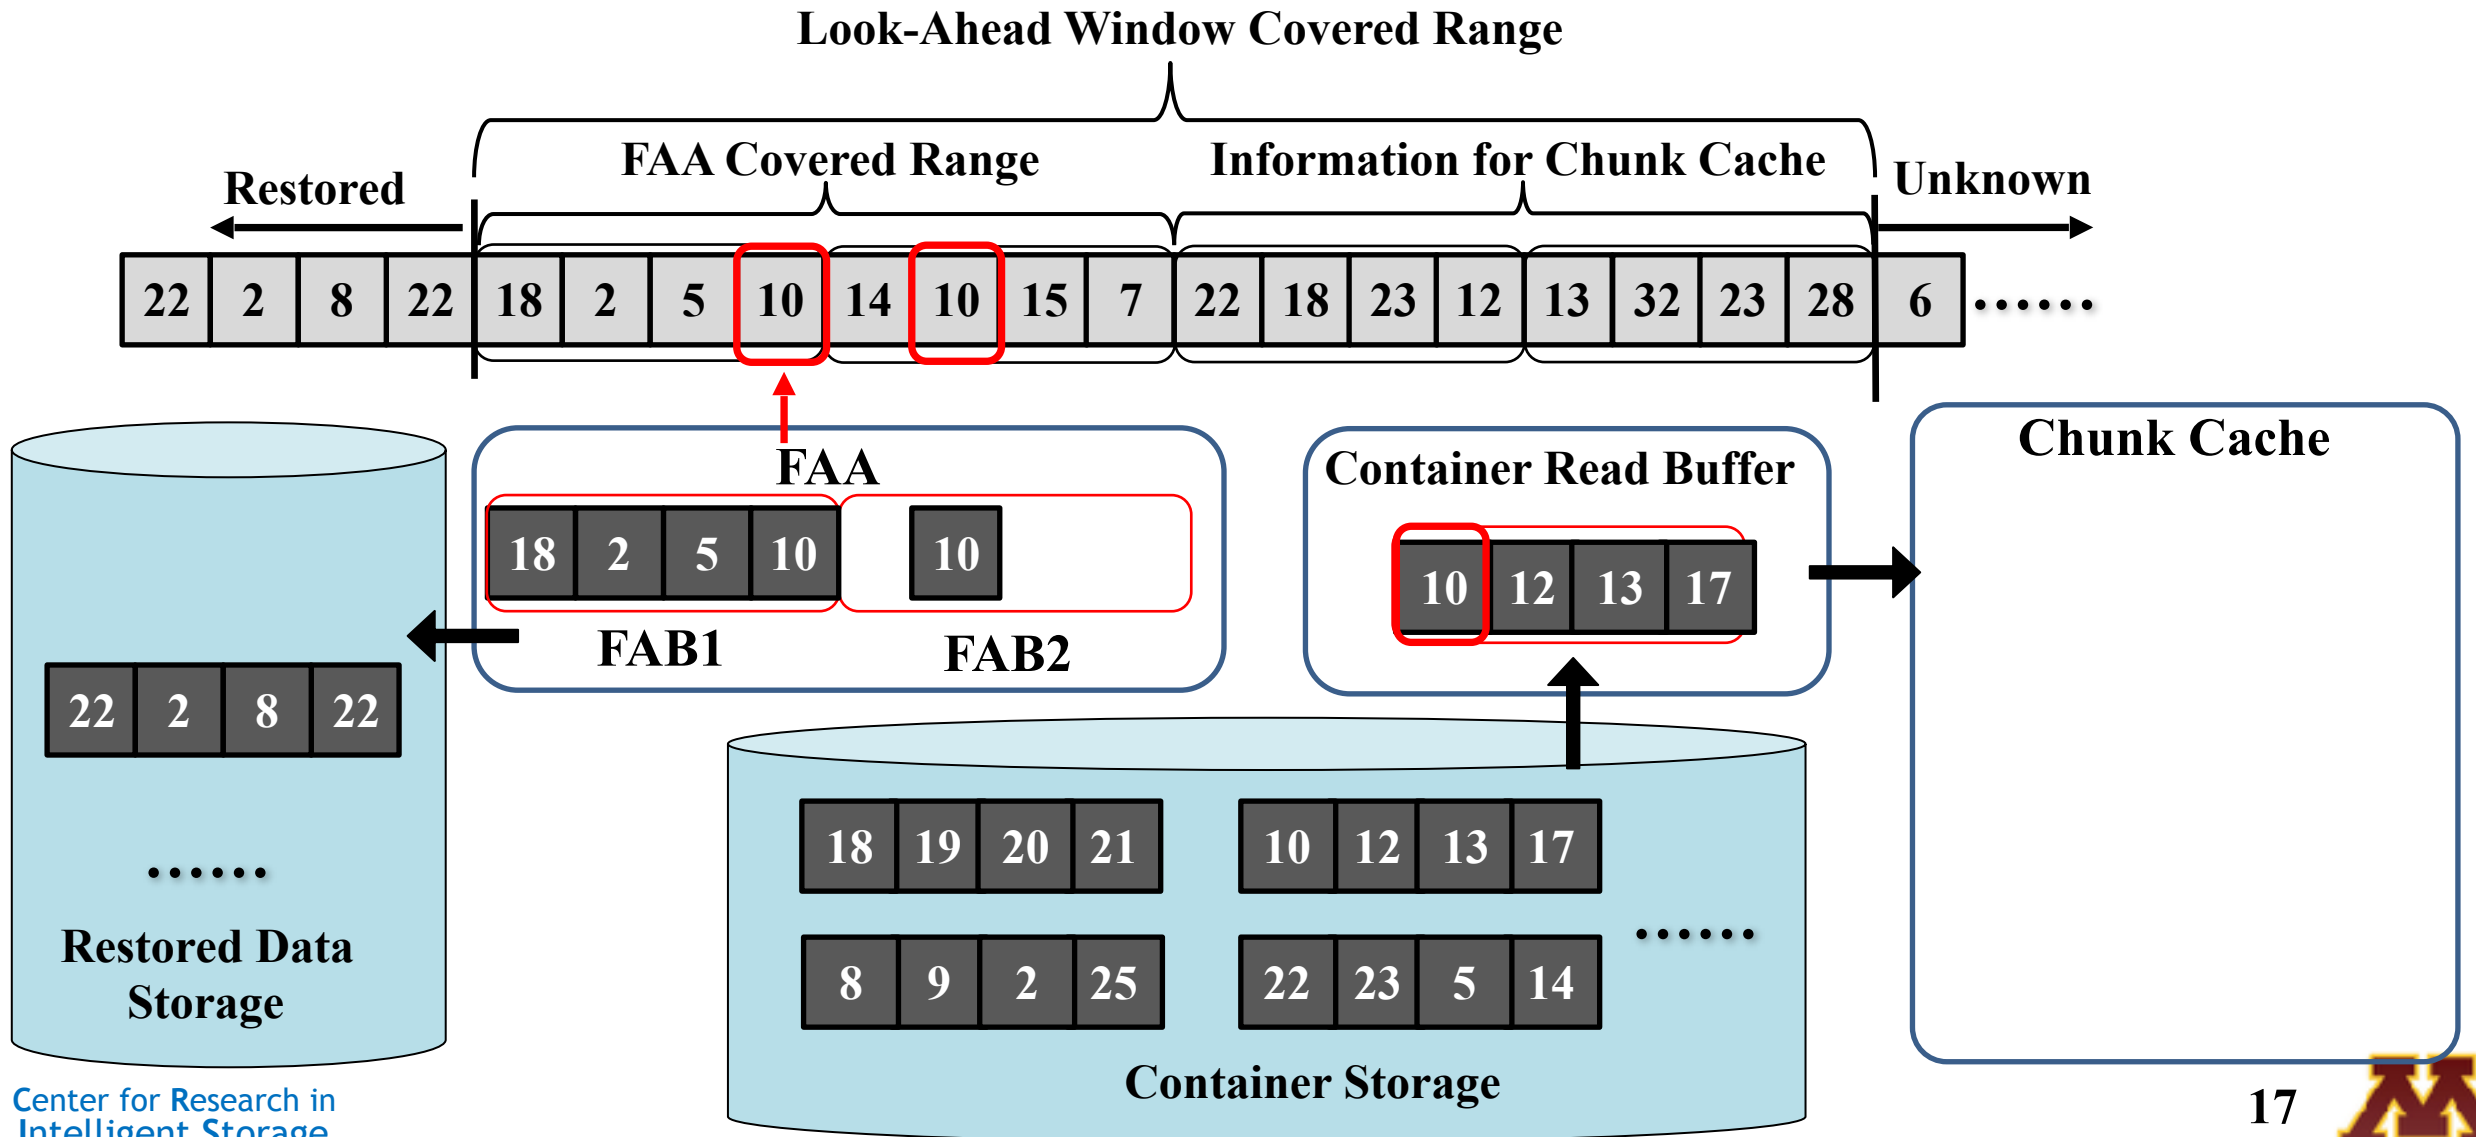 Look-Ahead Window Covered Range
FAA Covered Range
Information for Chunk Cache
Restored
Unknown
22 2 8 22 18 2 5 10 14 10 15 7 22 18 23 12 13 32 23 28 6 ......
FAA
18 2 5 10 10
FAB1 FAB2
Container Read Buffer
10 12 13 17
Chunk Cache
22 2 8 22
......
Restored Data
Storage
18 19 20 21 10 12 13 17
8 9 2 25 22 23 5 14 ......
Container Storage
Center for Research in
Intelligent Storage
17